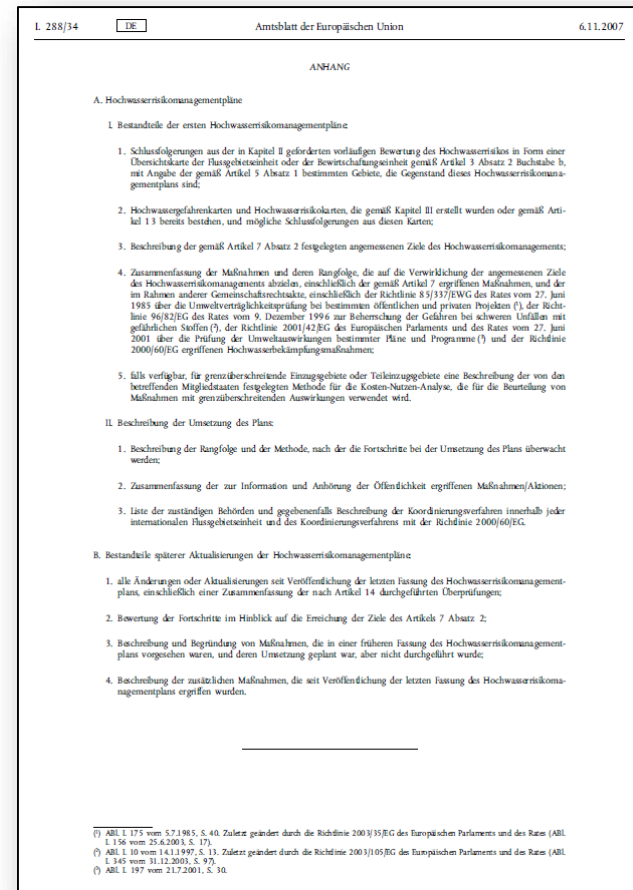 L 288/34 DE Amtsblatt der Europäischen Union 6.11.2007
ANHANG
A. Hochwasserrisikomanagementpläne
I. Bestandteile der ersten Hochwasserrisikomanagementpläne:
1. Schlussfolgerungen aus der in Kapitel II geforderten vorläufigen Bewertung des Hochwasserrisikos in Form einer
Übersichtskarte der Flussgebietseinheit oder der Bewirtschaftungseinheit gemäß Artikel 3 Absatz 2 Buchstabe b,
mit Angabe der gemäß Artikel 5 Absatz 1 bestimmten Gebiete, die Gegenstand dieses Hochwasserrisikomana-
gementplans sind;
2. Hochwassergefahrenkarten und Hochwasserrisikokarten, die gemäß Kapitel III erstellt wurden oder gemäß Arti-
kel 13 bereits bestehen, und mögliche Schlussfolgerungen aus diesen Karten;
3. Beschreibung der gemäß Artikel 7 Absatz 2 festgelegten angemessenen Ziele des Hochwasserrisikomanagements;
4. Zusammenfassung der Maßnahmen und deren Rangfolge, die auf die Verwirklichung der angemessenen Ziele
des Hochwasserrisikomanagements abzielen, einschließlich der gemäß Artikel 7 ergriffenen Maßnahmen, und der
im Rahmen anderer Gemeinschaftsrechtsakte, einschließlich der Richtlinie 85/337/EWG des Rates vom 27. Juni
1985 über die Umweltverträglichkeitsprüfung bei bestimmten öffentlichen und privaten Projekten (¹), der Richt-
linie 96/82/EG des Rates vom 9. Dezember 1996 zur Beherrschung der Gefahren bei schweren Unfällen mit
gefährlichen Stoffen (²), der Richtlinie 2001/42/EG des Europäischen Parlaments und des Rates vom 27. Juni
2001 über die Prüfung der Umweltauswirkungen bestimmter Pläne und Programme (³) und der Richtlinie
2000/60/EG ergriffenen Hochwasserbekämpfungsmaßnahmen;
5. falls verfügbar, für grenzüberschreitende Einzugsgebiete oder Teileinzugsgebiete eine Beschreibung der von den
betreffenden Mitgliedstaaten festgelegten Methode für die Kosten-Nutzen-Analyse, die für die Beurteilung von
Maßnahmen mit grenzüberschreitenden Auswirkungen verwendet wird.
II. Beschreibung der Umsetzung des Plans:
1. Beschreibung der Rangfolge und der Methode, nach der die Fortschritte bei der Umsetzung des Plans überwacht
werden;
2. Zusammenfassung der zur Information und Anhörung der Öffentlichkeit ergriffenen Maßnahmen/Aktionen;
3. Liste der zuständigen Behörden und gegebenenfalls Beschreibung der Koordinierungsverfahren innerhalb jeder
internationalen Flussgebietseinheit und des Koordinierungsverfahrens mit der Richtlinie 2000/60/EG.
B. Bestandteile späterer Aktualisierungen der Hochwasserrisikomanagementpläne:
1. alle Änderungen oder Aktualisierungen seit Veröffentlichung der letzten Fassung des Hochwasserrisikomanagement-
plans, einschließlich einer Zusammenfassung der nach Artikel 14 durchgeführten Überprüfungen;
2. Bewertung der Fortschritte im Hinblick auf die Erreichung der Ziele des Artikels 7 Absatz 2;
3. Beschreibung und Begründung von Maßnahmen, die in einer früheren Fassung des Hochwasserrisikomanagement-
plans vorgesehen waren, und deren Umsetzung geplant war, aber nicht durchgeführt wurde;
4. Beschreibung der zusätzlichen Maßnahmen, die seit Veröffentlichung der letzten Fassung des Hochwasserrisikoma-
nagementplans ergriffen wurden.
(¹) ABl. L 175 vom 5.7.1985, S. 40. Zuletzt geändert durch die Richtlinie 2003/35/EG des Europäischen Parlaments und des Rates (ABl.
L 156 vom 25.6.2003, S. 17).
(²) ABl. L 10 vom 14.1.1997, S. 13. Zuletzt geändert durch die Richtlinie 2003/105/EG des Europäischen Parlaments und des Rates (ABl.
L 345 vom 31.12.2003, S. 97).
(³) ABl. L 197 vom 21.7.2001, S. 30.